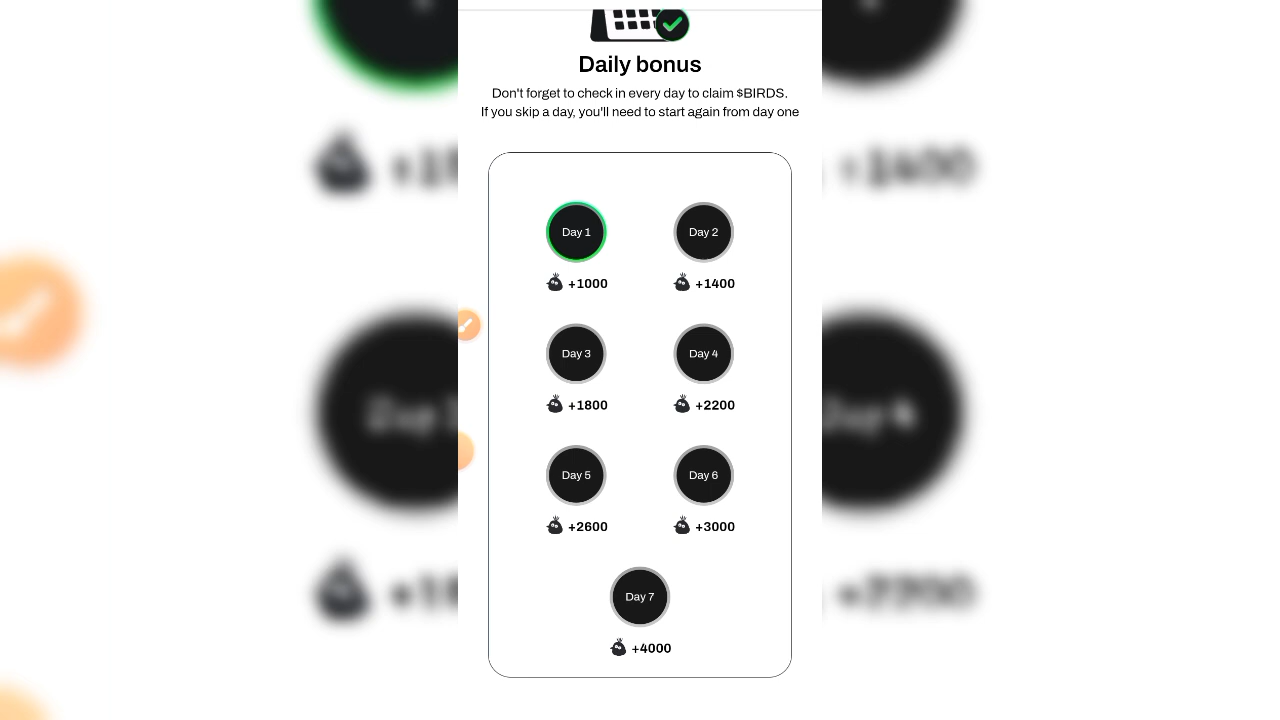 Daily bonus
Don't forget to check in every day to claim $BIRDS.
If you skip a day, you'll need to start again from day one
Day 1
Day 2
+1000
+1400
Day 3
Day 4
+1800
+2200
Day 5
Day 6
+2600
+3000
Day 7
+4000